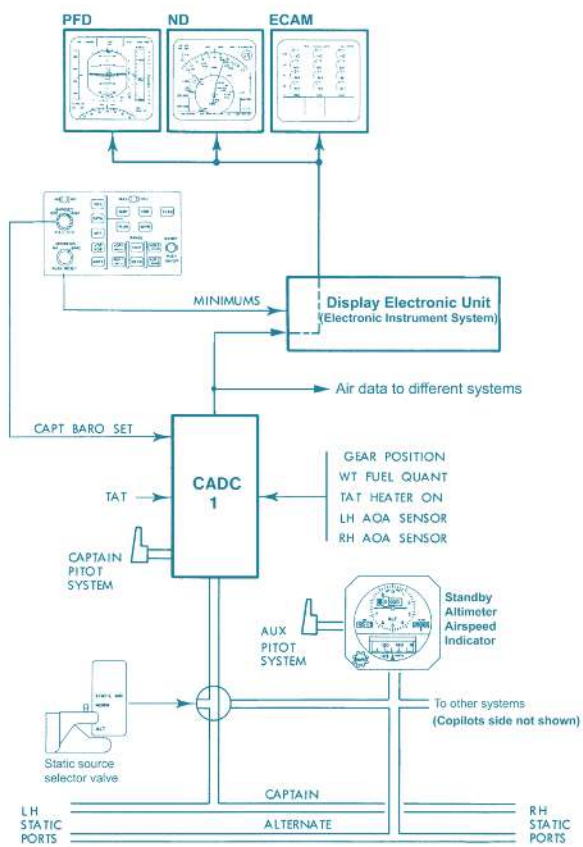 PFD
ND
ECAM
MINIMUMS
Display Electronic Unit
(Electronic Instrument System)
Air data to different systems
CAPT BARO SET
CADC
1
TAT
GEAR POSITION
WT FUEL QUANT
TAT HEATER ON
LH AOA SENSOR
RH AOA SENSOR
CAPTAIN
PITOT
SYSTEM
AUX
PITOT
SYSTEM
Standby
Altimeter
Airspeed
Indicator
NORM
ALT
Static source
selector valve
To other systems
(Copilots side not shown)
CAPTAIN
LH
STATIC
PORTS
ALTERNATE
RH
STATIC
PORTS